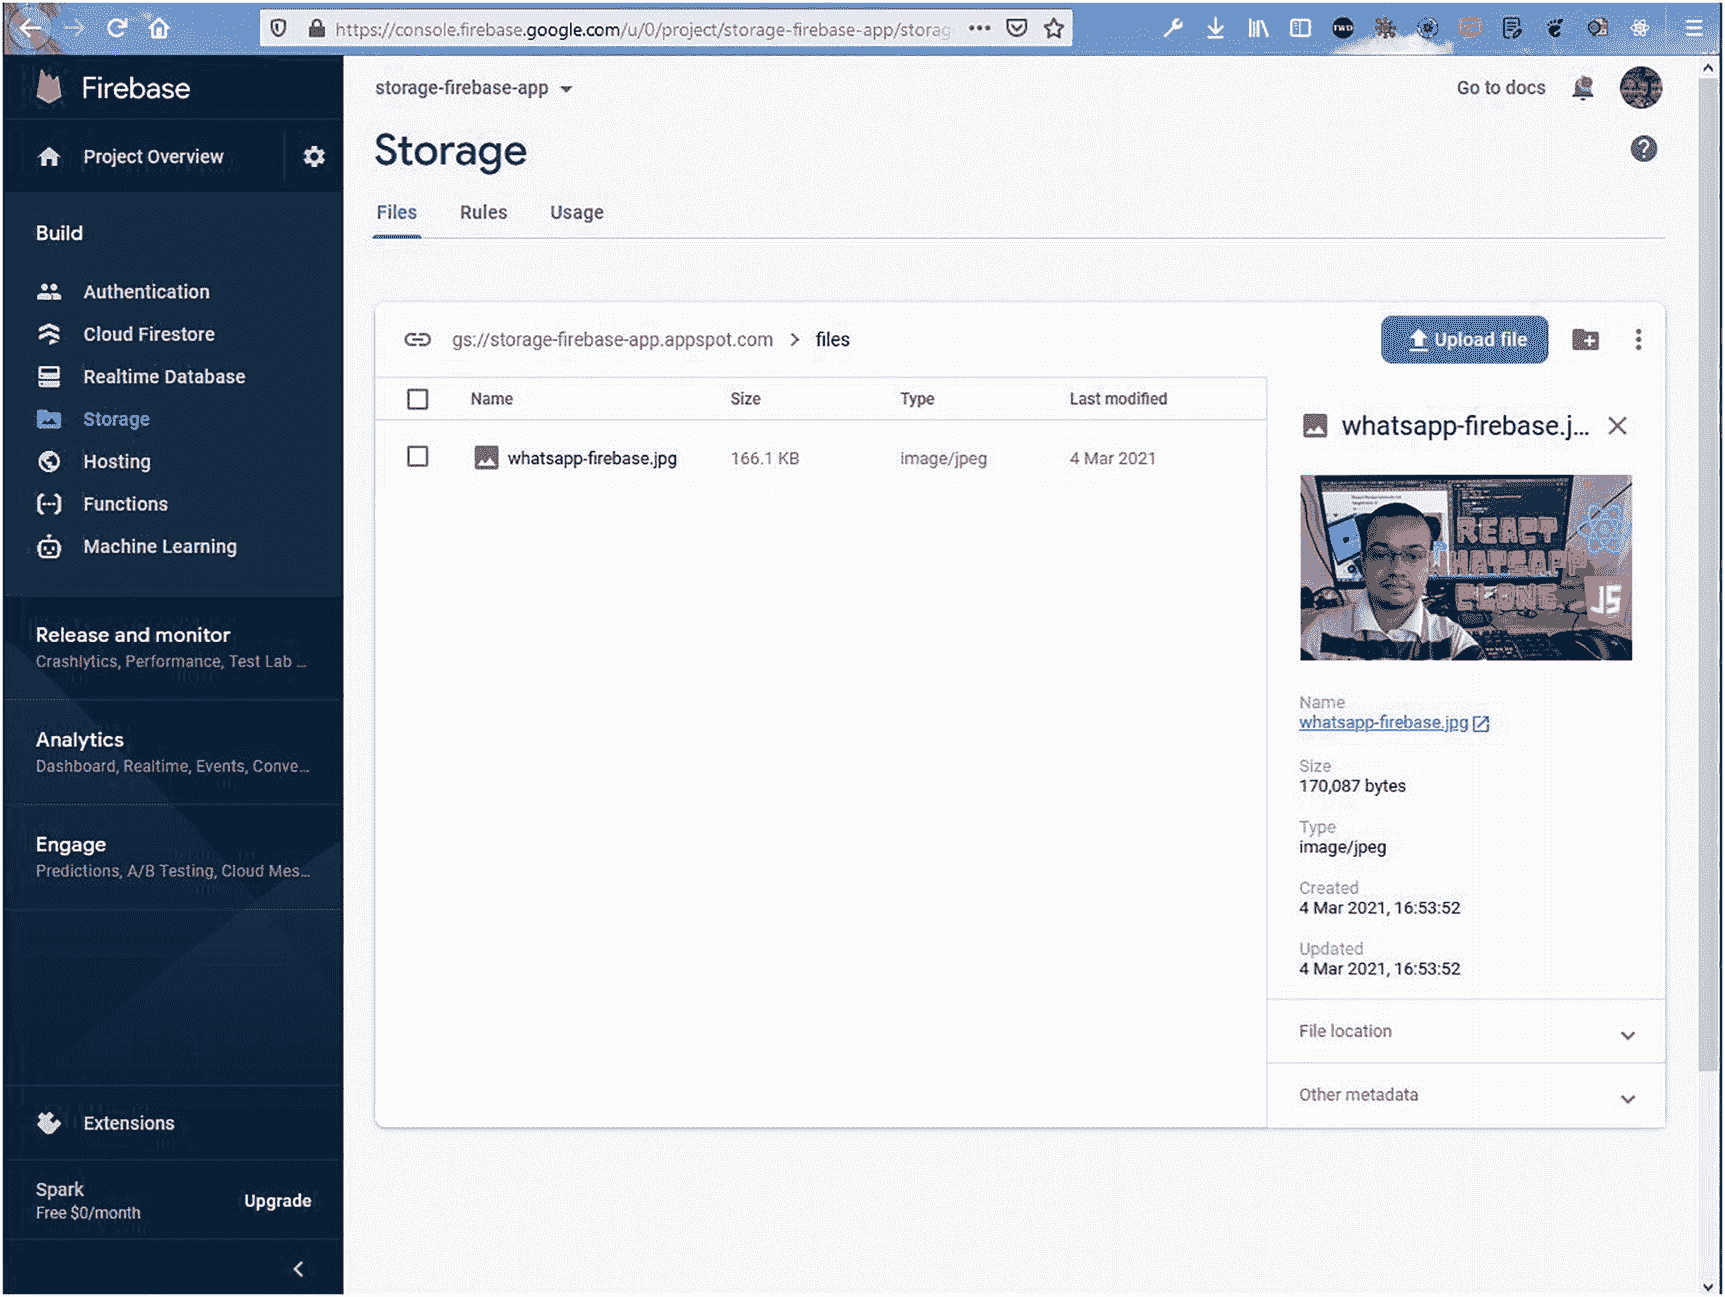 https://console.firebase.google.com/u/0/project/storage-firebase-app/storag
Firebase
Project Overview
Build
Authentication
Cloud Firestore
Realtime Database
Storage
Hosting
Functions
Machine Learning
Release and monitor
Crashlytics, Performance, Test Lab ...
Analytics
Dashboard, Realtime, Events, Conve...
Engage
Predictions, A/B Testing, Cloud Mes...
Extensions
Spark
Free $0/month
Upgrade
storage-firebase-app
Go to docs
Storage
Files Rules Usage
gs://storage-firebase-app.appspot.com > files
Upload file
Name Size Type Last modified
whatsapp-firebase.jpg 166.1 KB image/jpeg 4 Mar 2021
whatsapp-firebase.j...
REACT
WHATSAPP
CLONE
JS
Name
whatsapp-firebase.jpg
Size
170,087 bytes
Type
image/jpeg
Created
4 Mar 2021, 16:53:52
Updated
4 Mar 2021, 16:53:52
File location
Other metadata